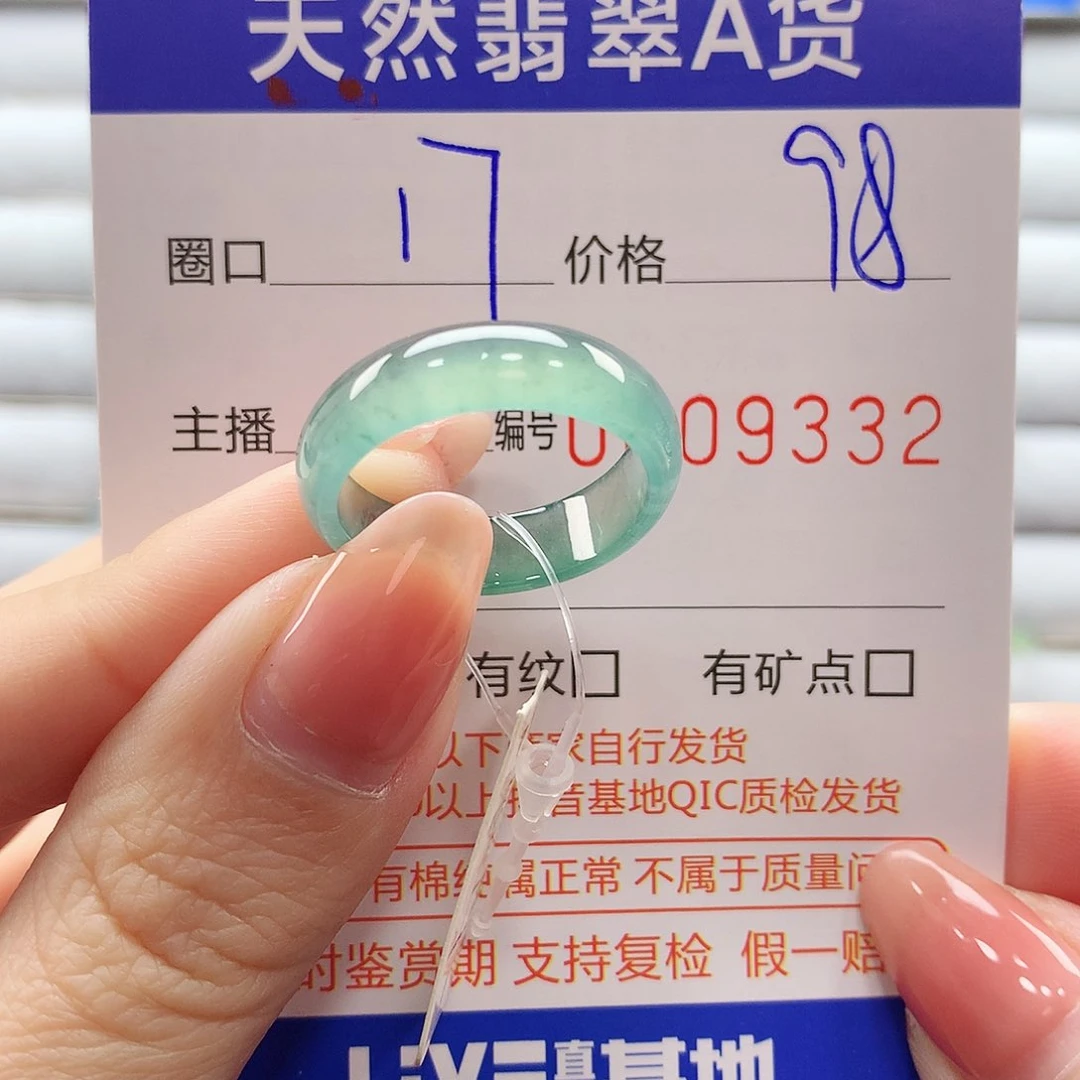 天然翡翠A货
圈口 17 价格 98
主播 编号 09332
有纹□ 有矿点□
以下 家自行发货
以上 音基地QIC质检发货
有棉 属正常 不属于质量问
时鉴赏期 支持复检 假一赔
基地